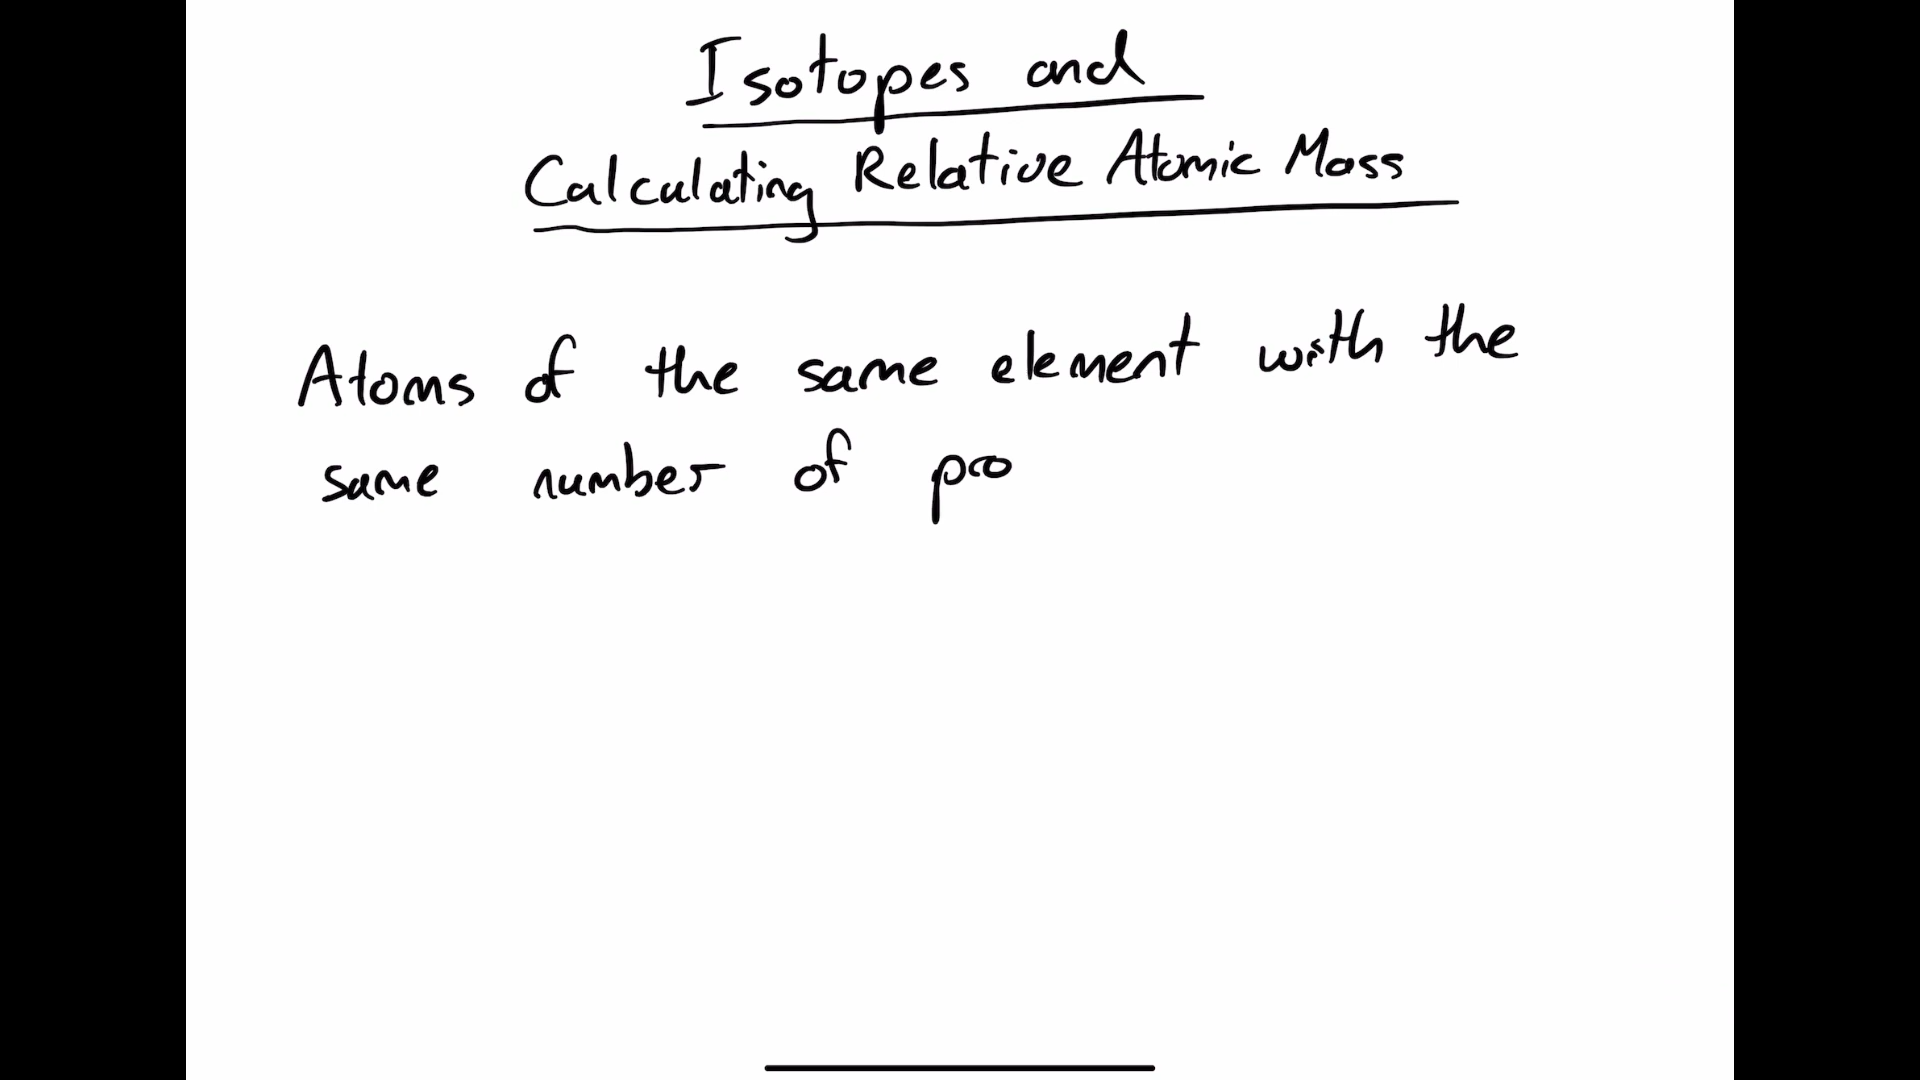 Isotopes and
Calculating Relative Atomic Mass
Atoms of the same element with the
same number of pro